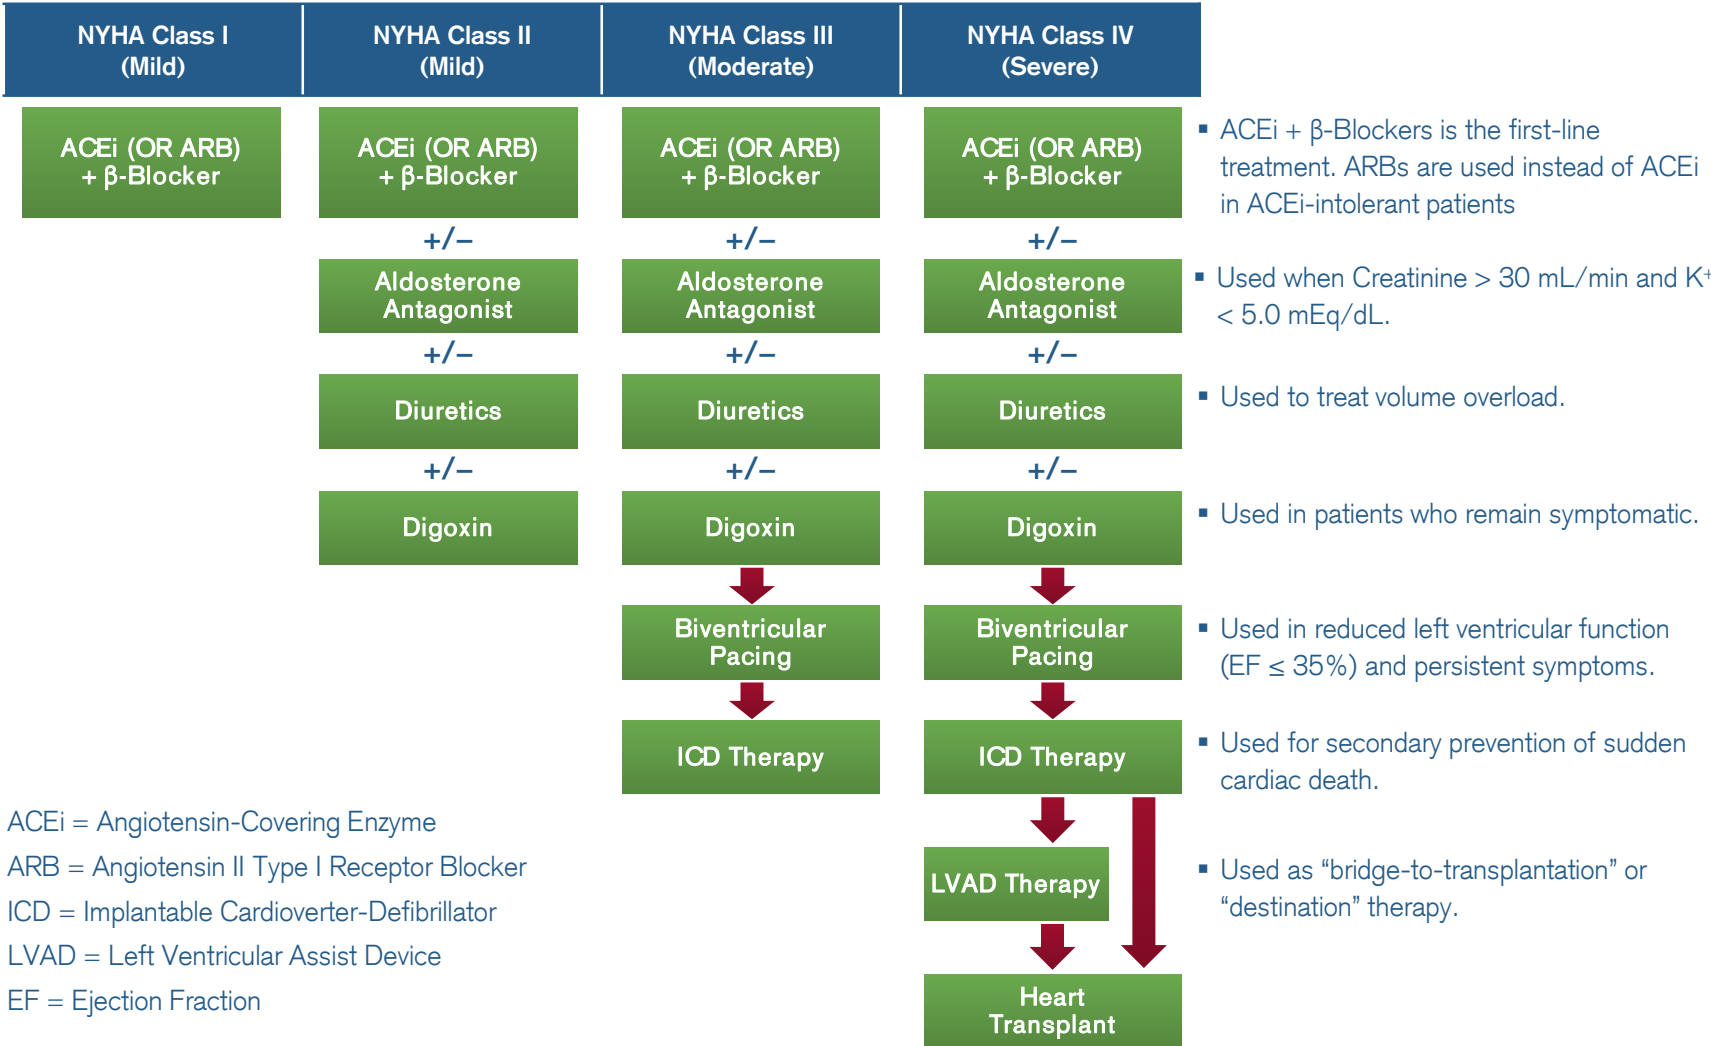 NYHA Class I
(Mild)
NYHA Class II
(Mild)
NYHA Class III
(Moderate)
NYHA Class IV
(Severe)
ACEi (OR ARB)
+ β-Blocker
ACEi (OR ARB)
+ β-Blocker
ACEi (OR ARB)
+ β-Blocker
ACEi (OR ARB)
+ β-Blocker
▪ ACEi + β-Blockers is the first-line
treatment. ARBs are used instead of ACEi
in ACEi-intolerant patients
+/–
+/–
+/–
Aldosterone
Antagonist
Aldosterone
Antagonist
Aldosterone
Antagonist
▪ Used when Creatinine > 30 mL/min and K⁺
< 5.0 mEq/dL.
+/–
+/–
+/–
Diuretics
Diuretics
Diuretics
▪ Used to treat volume overload.
+/–
+/–
+/–
Digoxin
Digoxin
Digoxin
▪ Used in patients who remain symptomatic.
Biventricular
Pacing
Biventricular
Pacing
▪ Used in reduced left ventricular function
(EF ≤ 35%) and persistent symptoms.
ICD Therapy
ICD Therapy
▪ Used for secondary prevention of sudden
cardiac death.
LVAD Therapy
▪ Used as “bridge-to-transplantation” or
“destination” therapy.
Heart
Transplant
ACEi = Angiotensin-Covering Enzyme
ARB = Angiotensin II Type I Receptor Blocker
ICD = Implantable Cardioverter-Defibrillator
LVAD = Left Ventricular Assist Device
EF = Ejection Fraction